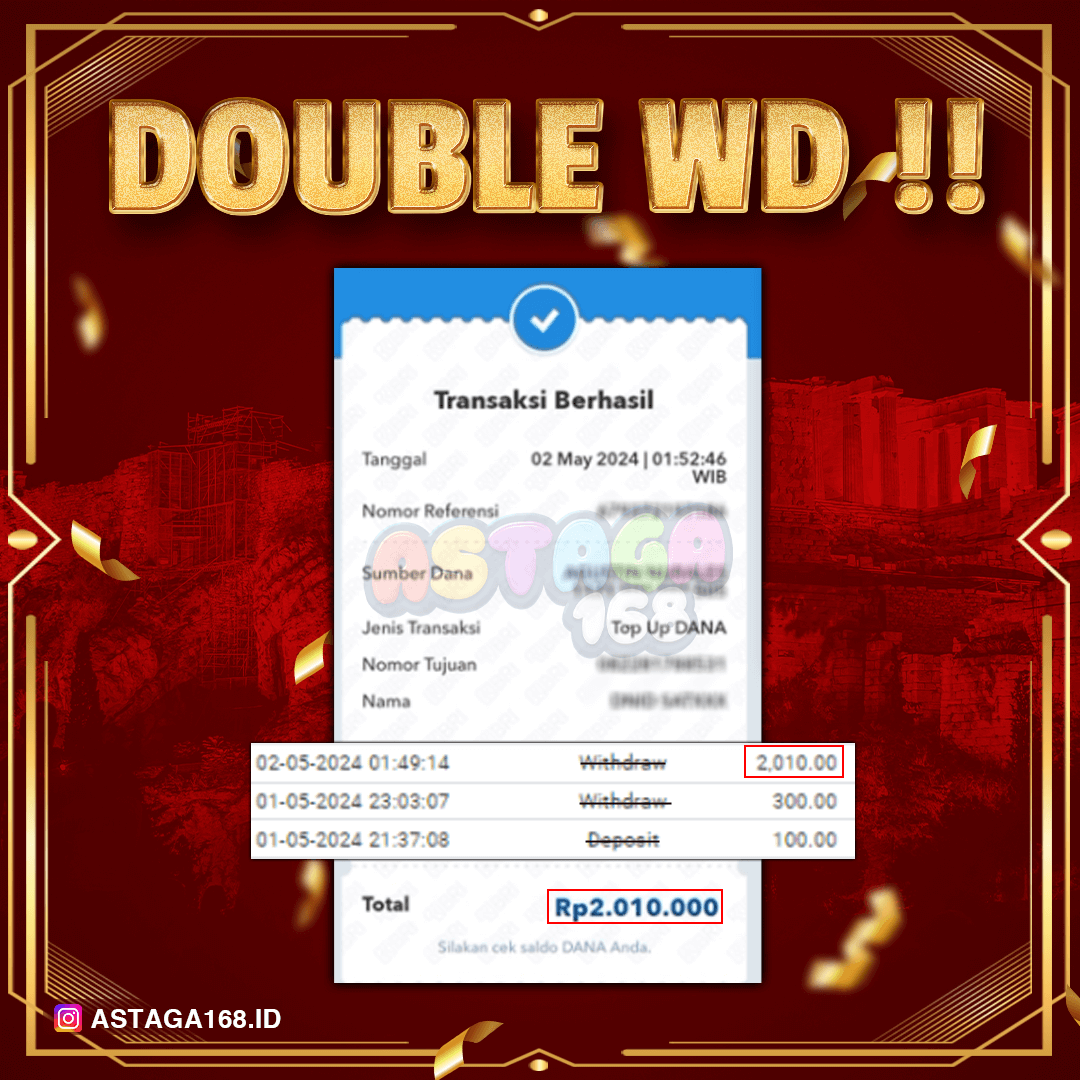 DOUBLE WD !!
Transaksi Berhasil
Tanggal 02 May 2024 | 01:52:46
WIB
Nomor Referensi
ASTAGA
168
Sumber Dana
Jenis Transaksi Top Up DANA
Nomor Tujuan
Nama
02-05-2024 01:49:14 Withdraw 2,010.00
01-05-2024 23:03:07 Withdraw 300.00
01-05-2024 21:37:08 Deposit 100.00
Total Rp2.010.000
Silakan cek saldo DANA Anda.
ASTAGA168.ID